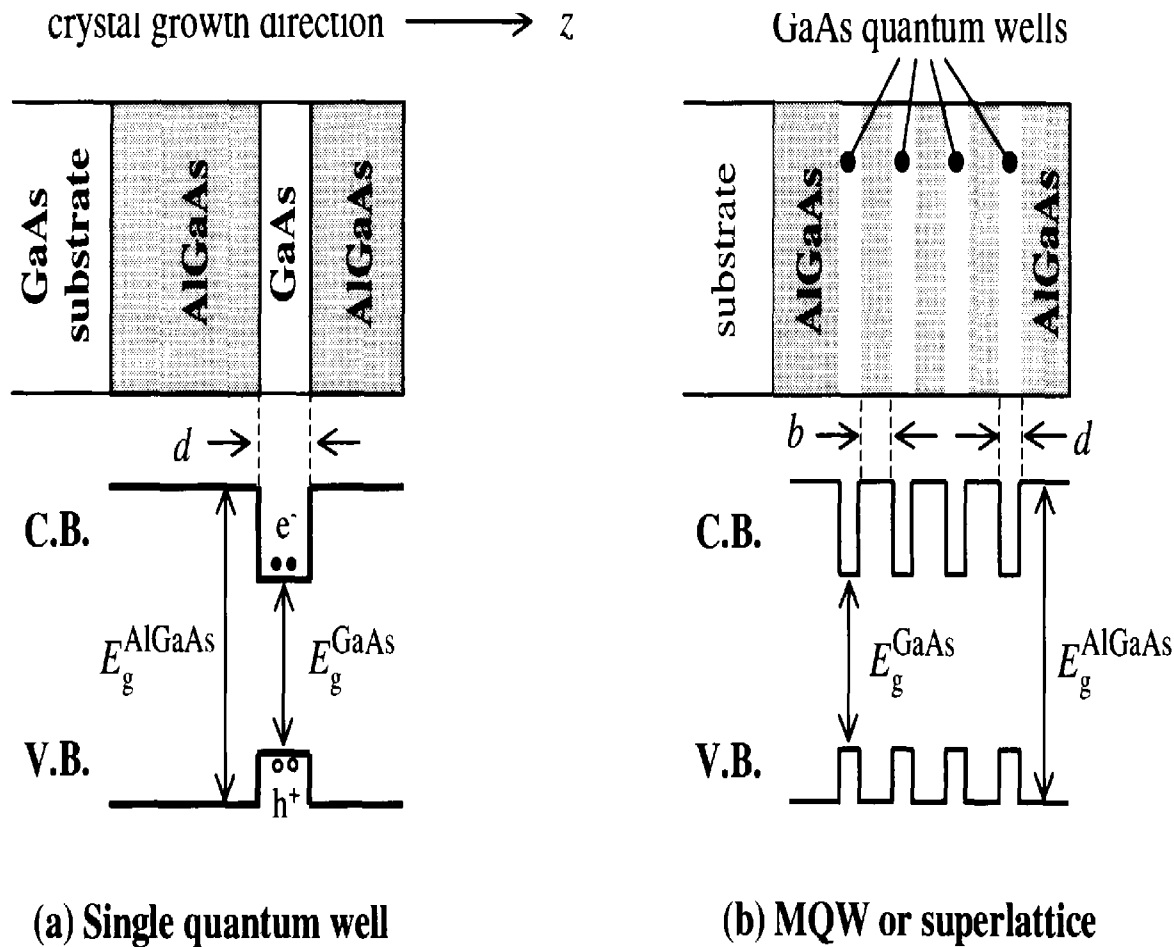 crystal growth direction z
GaAs quantum wells
GaAs
substrate
AlGaAs
GaAs
AlGaAs
substrate
AlGaAs
AlGaAs
d
b
d
C.B.
e⁻
E_g^AlGaAs
E_g^GaAs
V.B.
h⁺
C.B.
E_g^GaAs
E_g^AlGaAs
V.B.
(a) Single quantum well
(b) MQW or superlattice